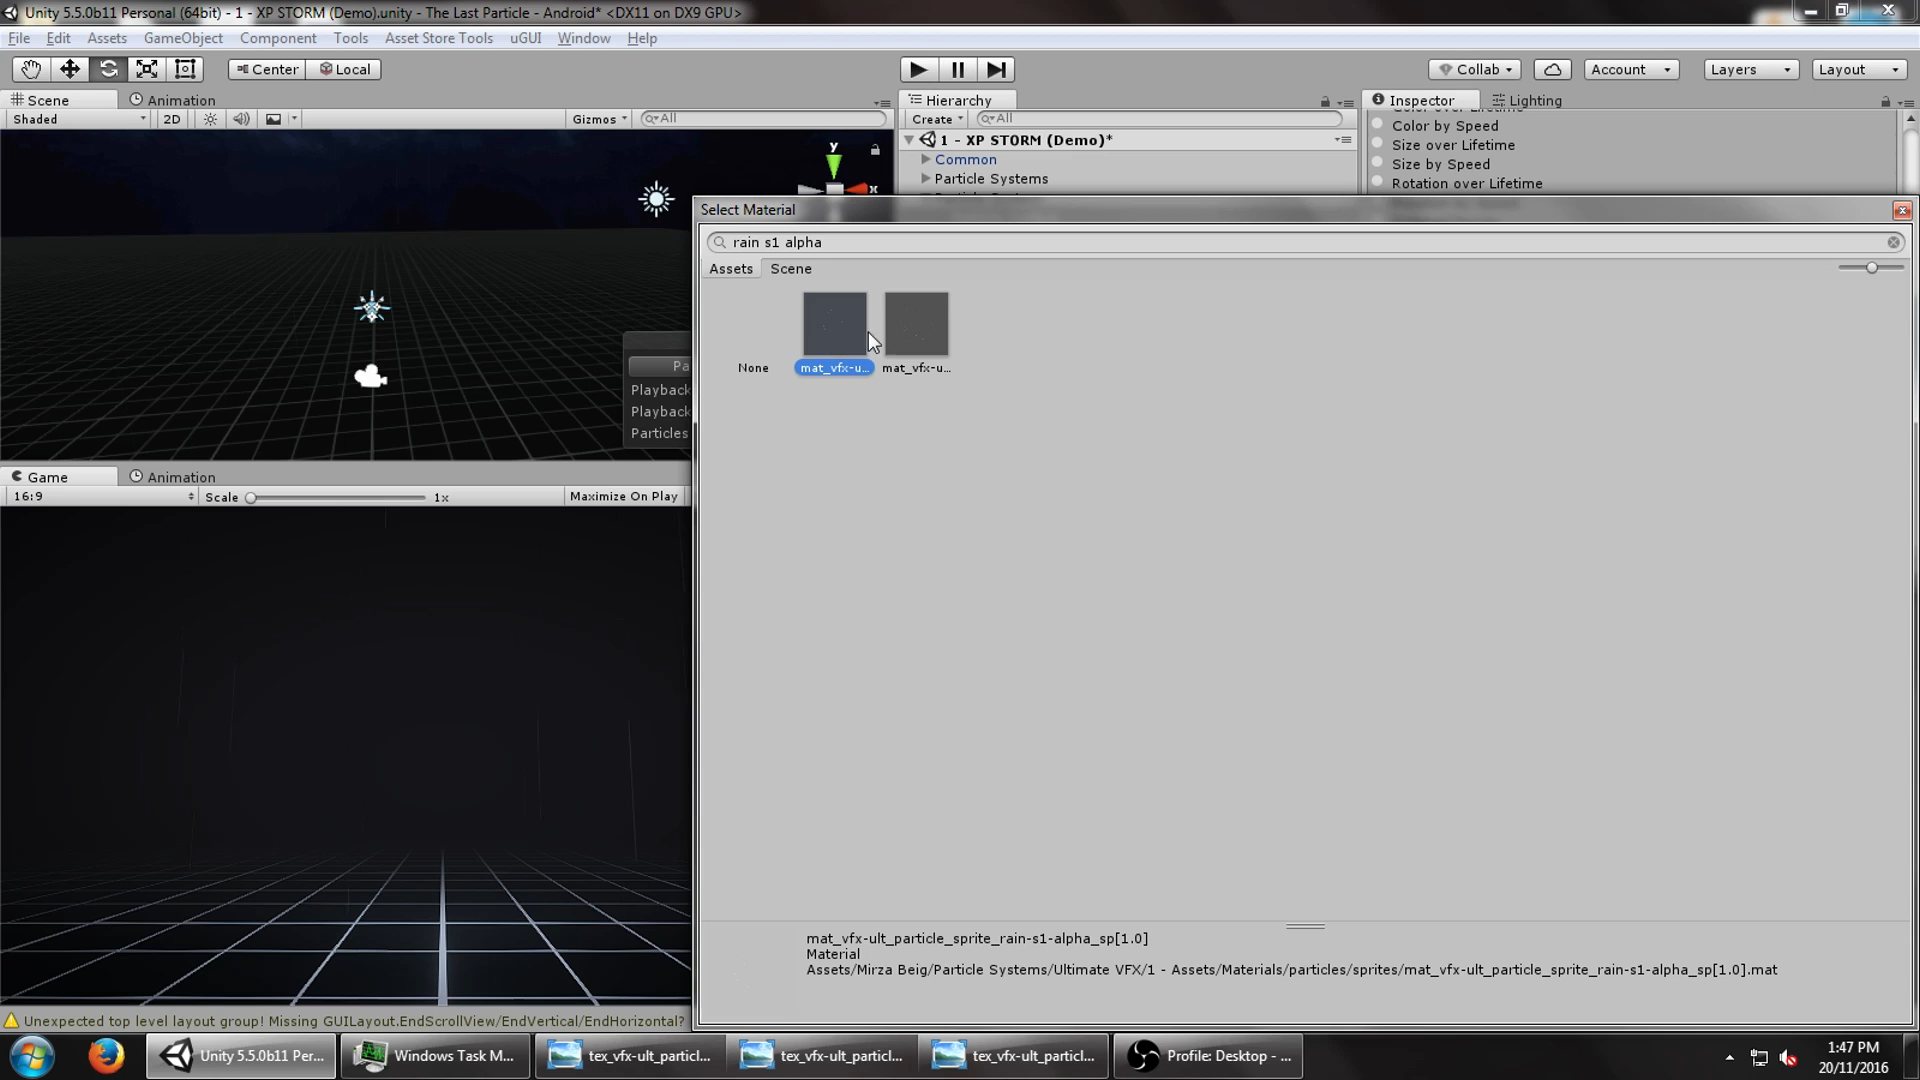 Unity 5.5.0b11 Personal (64bit) - 1 - XP STORM (Demo).unity - The Last Particle - Android* <DX11 on DX9 GPU>
File Edit Assets GameObject Component Tools Asset Store Tools uGUI Window Help
Center Local Collab Account Layers Layout
Scene Animation Hierarchy Inspector Lighting
Shaded 2D Gizmos All Create All
1 - XP STORM (Demo)*
Common
Particle Systems
Color by Speed
Size over Lifetime
Size by Speed
Rotation over Lifetime
y
x
Select Material
rain s1 alpha
Assets Scene
None mat_vfx-u... mat_vfx-u...
Pa
Playback
Playback
Particles
Game Animation
16:9 Scale 1x Maximize On Play
mat_vfx-ult_particle_sprite_rain-s1-alpha_sp[1.0]
Material
Assets/Mirza Beig/Particle Systems/Ultimate VFX/1 - Assets/Materials/particles/sprites/mat_vfx-ult_particle_sprite_rain-s1-alpha_sp[1.0].mat
Unexpected top level layout group! Missing GUILayout.EndScrollView/EndVertical/EndHorizontal?
Unity 5.5.0b11 Per... Windows Task M... tex_vfx-ult_particl... tex_vfx-ult_particl... tex_vfx-ult_particl... Profile: Desktop - ...
1:47 PM
20/11/2016